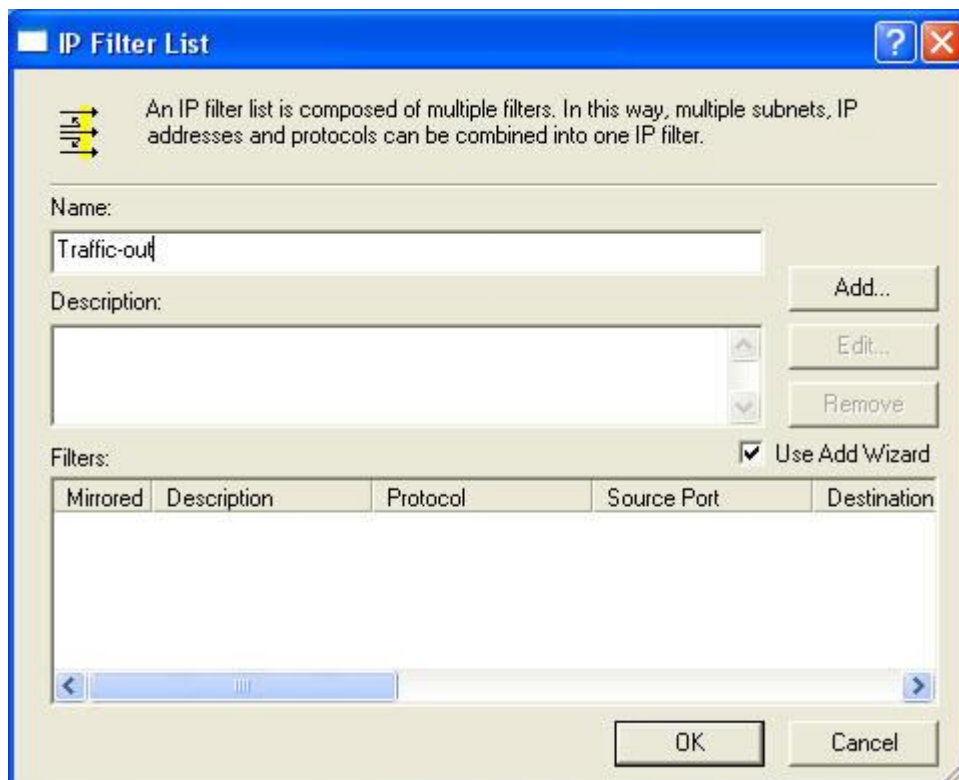 IP Filter List
An IP filter list is composed of multiple filters. In this way, multiple subnets, IP
addresses and protocols can be combined into one IP filter.
Name:
Traffic-out
Add...
Description:
Edit...
Remove
Filters:
Use Add Wizard
Mirrored Description Protocol Source Port Destination
OK Cancel